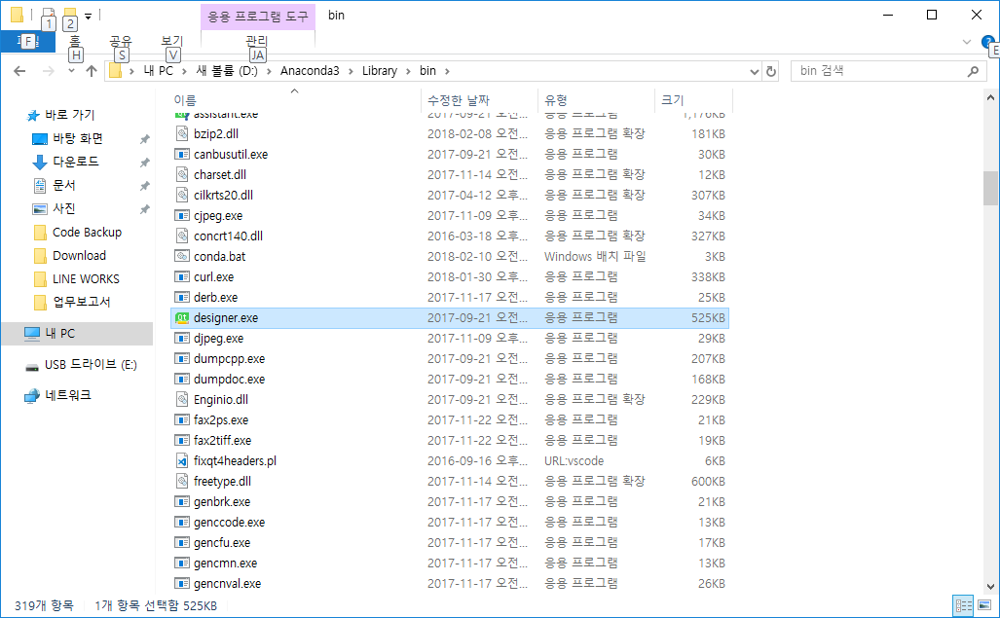 1 2 응용 프로그램 도구 bin
F 홈 공유 보기 관리
H S V JA E
내 PC > 새 볼륨 (D:) > Anaconda3 > Library > bin > bin 검색
이름 수정한 날짜 유형 크기
바로 가기
바탕 화면
다운로드
문서
사진
Code Backup
Download
LINE WORKS
업무보고서
내 PC
USB 드라이브 (E:)
네트워크
assistant.exe 2017-09-21 오전... 응용 프로그램 1,176KB
bzip2.dll 2018-02-08 오전... 응용 프로그램 확장 181KB
canbusutil.exe 2017-09-21 오전... 응용 프로그램 30KB
charset.dll 2017-11-14 오전... 응용 프로그램 확장 12KB
cilkrts20.dll 2017-04-12 오후... 응용 프로그램 확장 307KB
cjpeg.exe 2017-11-09 오후... 응용 프로그램 34KB
concrt140.dll 2016-03-18 오후... 응용 프로그램 확장 327KB
conda.bat 2018-02-10 오전... Windows 배치 파일 3KB
curl.exe 2018-01-30 오전... 응용 프로그램 338KB
derb.exe 2017-11-17 오전... 응용 프로그램 25KB
designer.exe 2017-09-21 오전... 응용 프로그램 525KB
djpeg.exe 2017-11-09 오후... 응용 프로그램 29KB
dumpcpp.exe 2017-09-21 오전... 응용 프로그램 207KB
dumpdoc.exe 2017-09-21 오전... 응용 프로그램 168KB
Enginio.dll 2017-09-21 오전... 응용 프로그램 확장 229KB
fax2ps.exe 2017-11-22 오전... 응용 프로그램 21KB
fax2tiff.exe 2017-11-22 오전... 응용 프로그램 19KB
fixqt4headers.pl 2016-09-16 오후... URL:vscode 6KB
freetype.dll 2017-11-14 오전... 응용 프로그램 확장 600KB
genbrk.exe 2017-11-17 오전... 응용 프로그램 21KB
genccode.exe 2017-11-17 오전... 응용 프로그램 13KB
gencfu.exe 2017-11-17 오전... 응용 프로그램 17KB
gencmn.exe 2017-11-17 오전... 응용 프로그램 13KB
gencnval.exe 2017-11-17 오전... 응용 프로그램 26KB
319개 항목 1개 항목 선택함 525KB